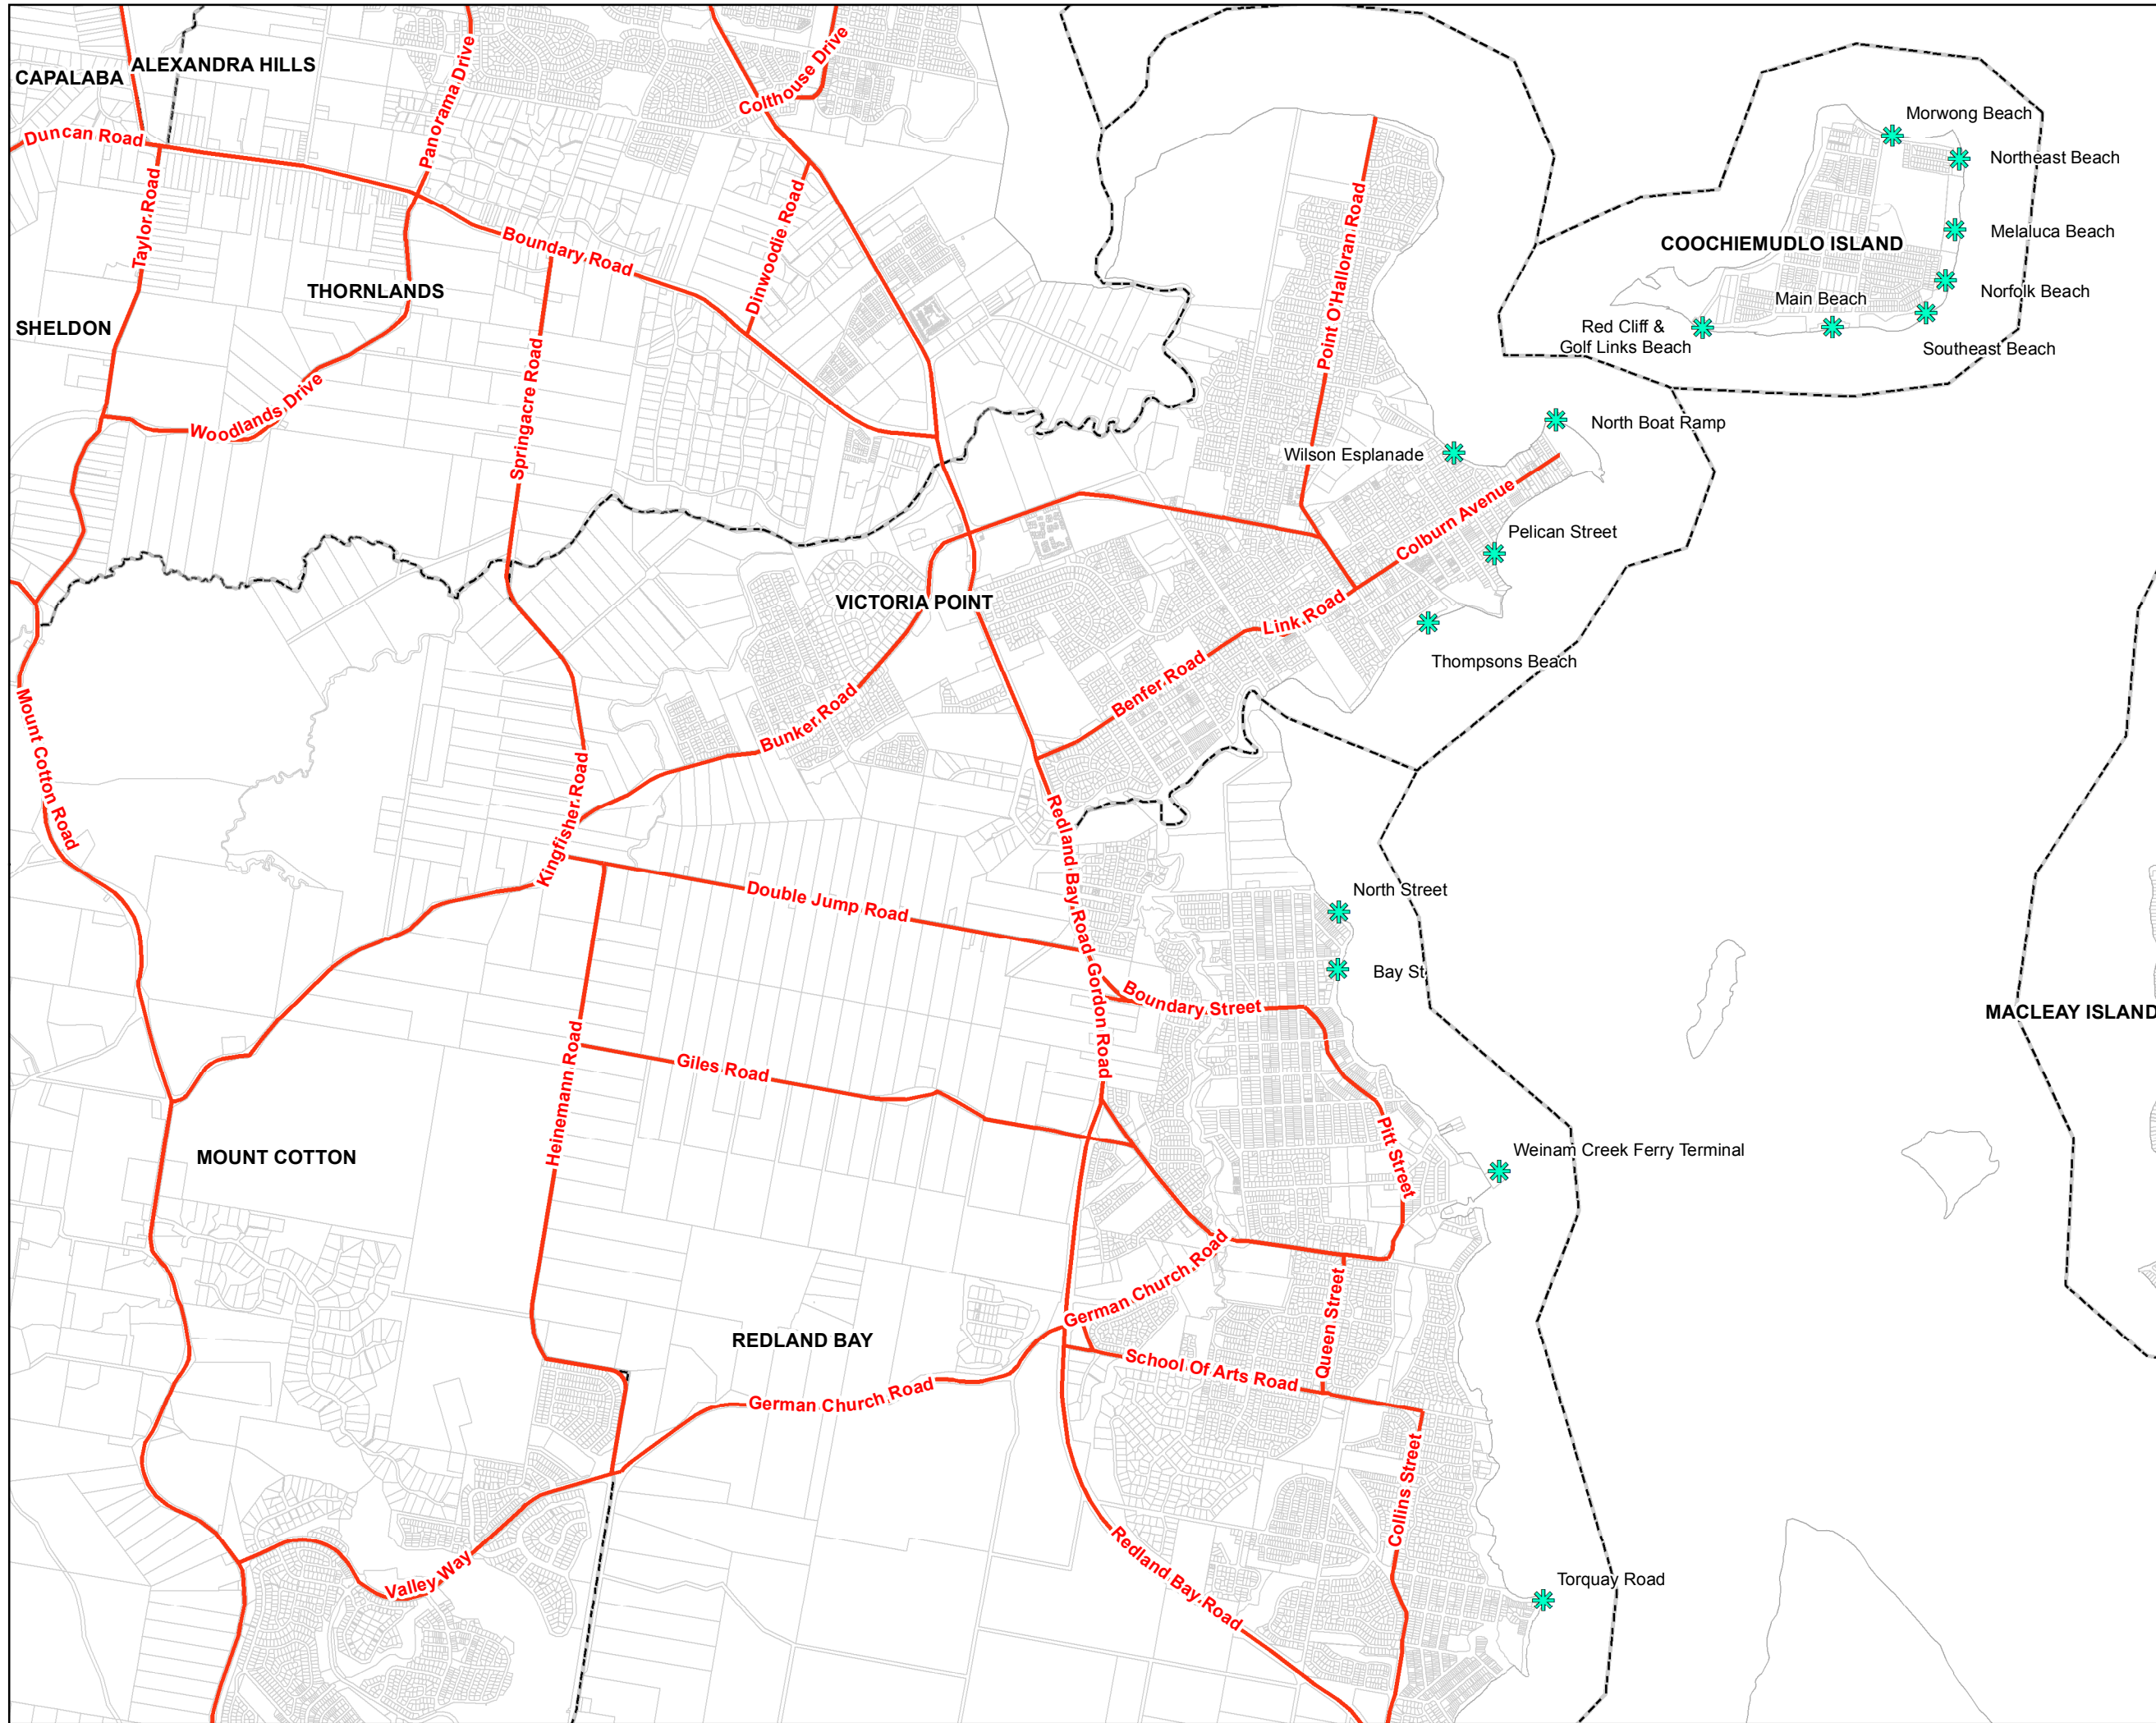 ALEXANDRA HILLS
CAPALABA
Duncan Road
Panorama Drive
Colthouse Drive
Taylor Road
Boundary Road
Dinwoodie Road
Point O'Halloran Road
THORNLANDS
SHELDON
Woodlands Drive
Springacre Road
Morwong Beach
Northeast Beach
Melaluca Beach
COOCHIEMUDLO ISLAND
Norfolk Beach
Main Beach
Red Cliff &
Golf Links Beach
Southeast Beach
North Boat Ramp
Wilson Esplanade
Colburn Avenue
Pelican Street
VICTORIA POINT
Link Road
Thompsons Beach
Benfer Road
Bunker Road
Mount Cotton Road
Kingfisher Road
Redland Bay Road
Double Jump Road
North Street
Bay St
Gordon Road
Boundary Street
MACLEAY ISLAND
Heinemann Road
Giles Road
Pitt Street
Weinam Creek Ferry Terminal
MOUNT COTTON
German Church Road
Queen Street
REDLAND BAY
School Of Arts Road
German Church Road
Collins Street
Redland Bay Road
Valley Way
Torquay Road